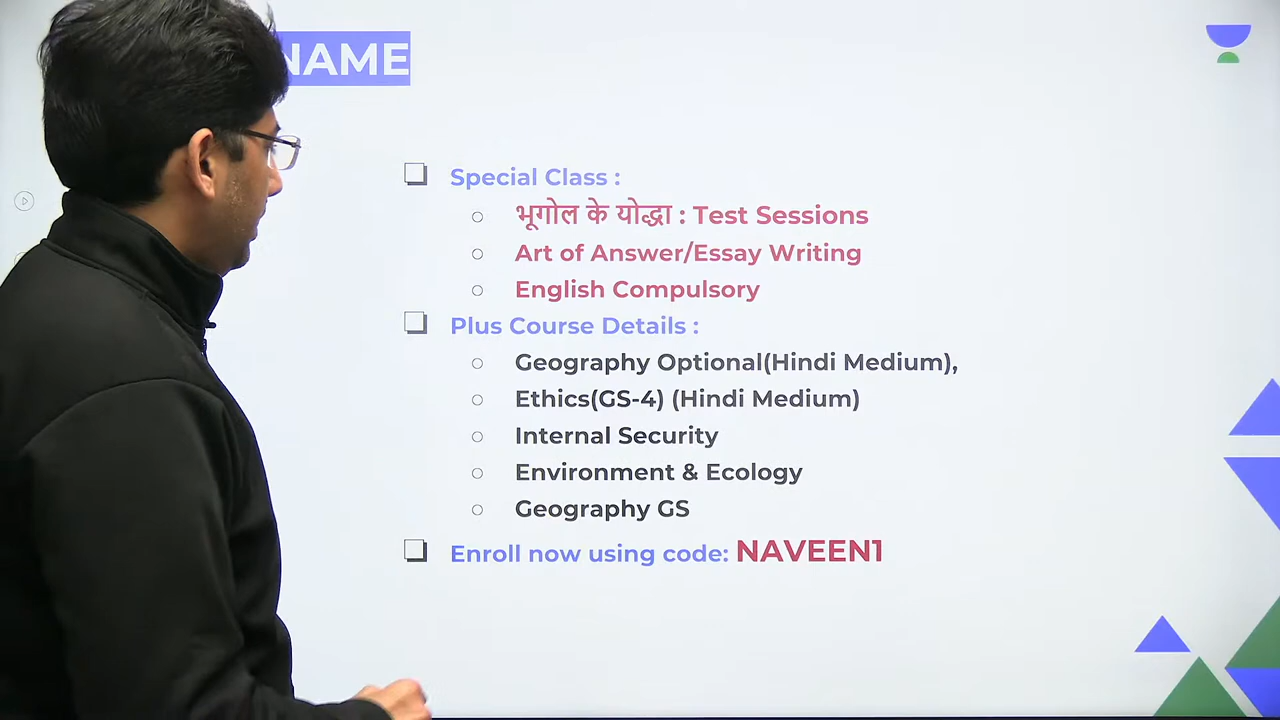 NAME
Special Class :
भूगोल के योद्धा : Test Sessions
Art of Answer/Essay Writing
English Compulsory
Plus Course Details :
Geography Optional(Hindi Medium),
Ethics(GS-4) (Hindi Medium)
Internal Security
Environment & Ecology
Geography GS
Enroll now using code: NAVEEN1